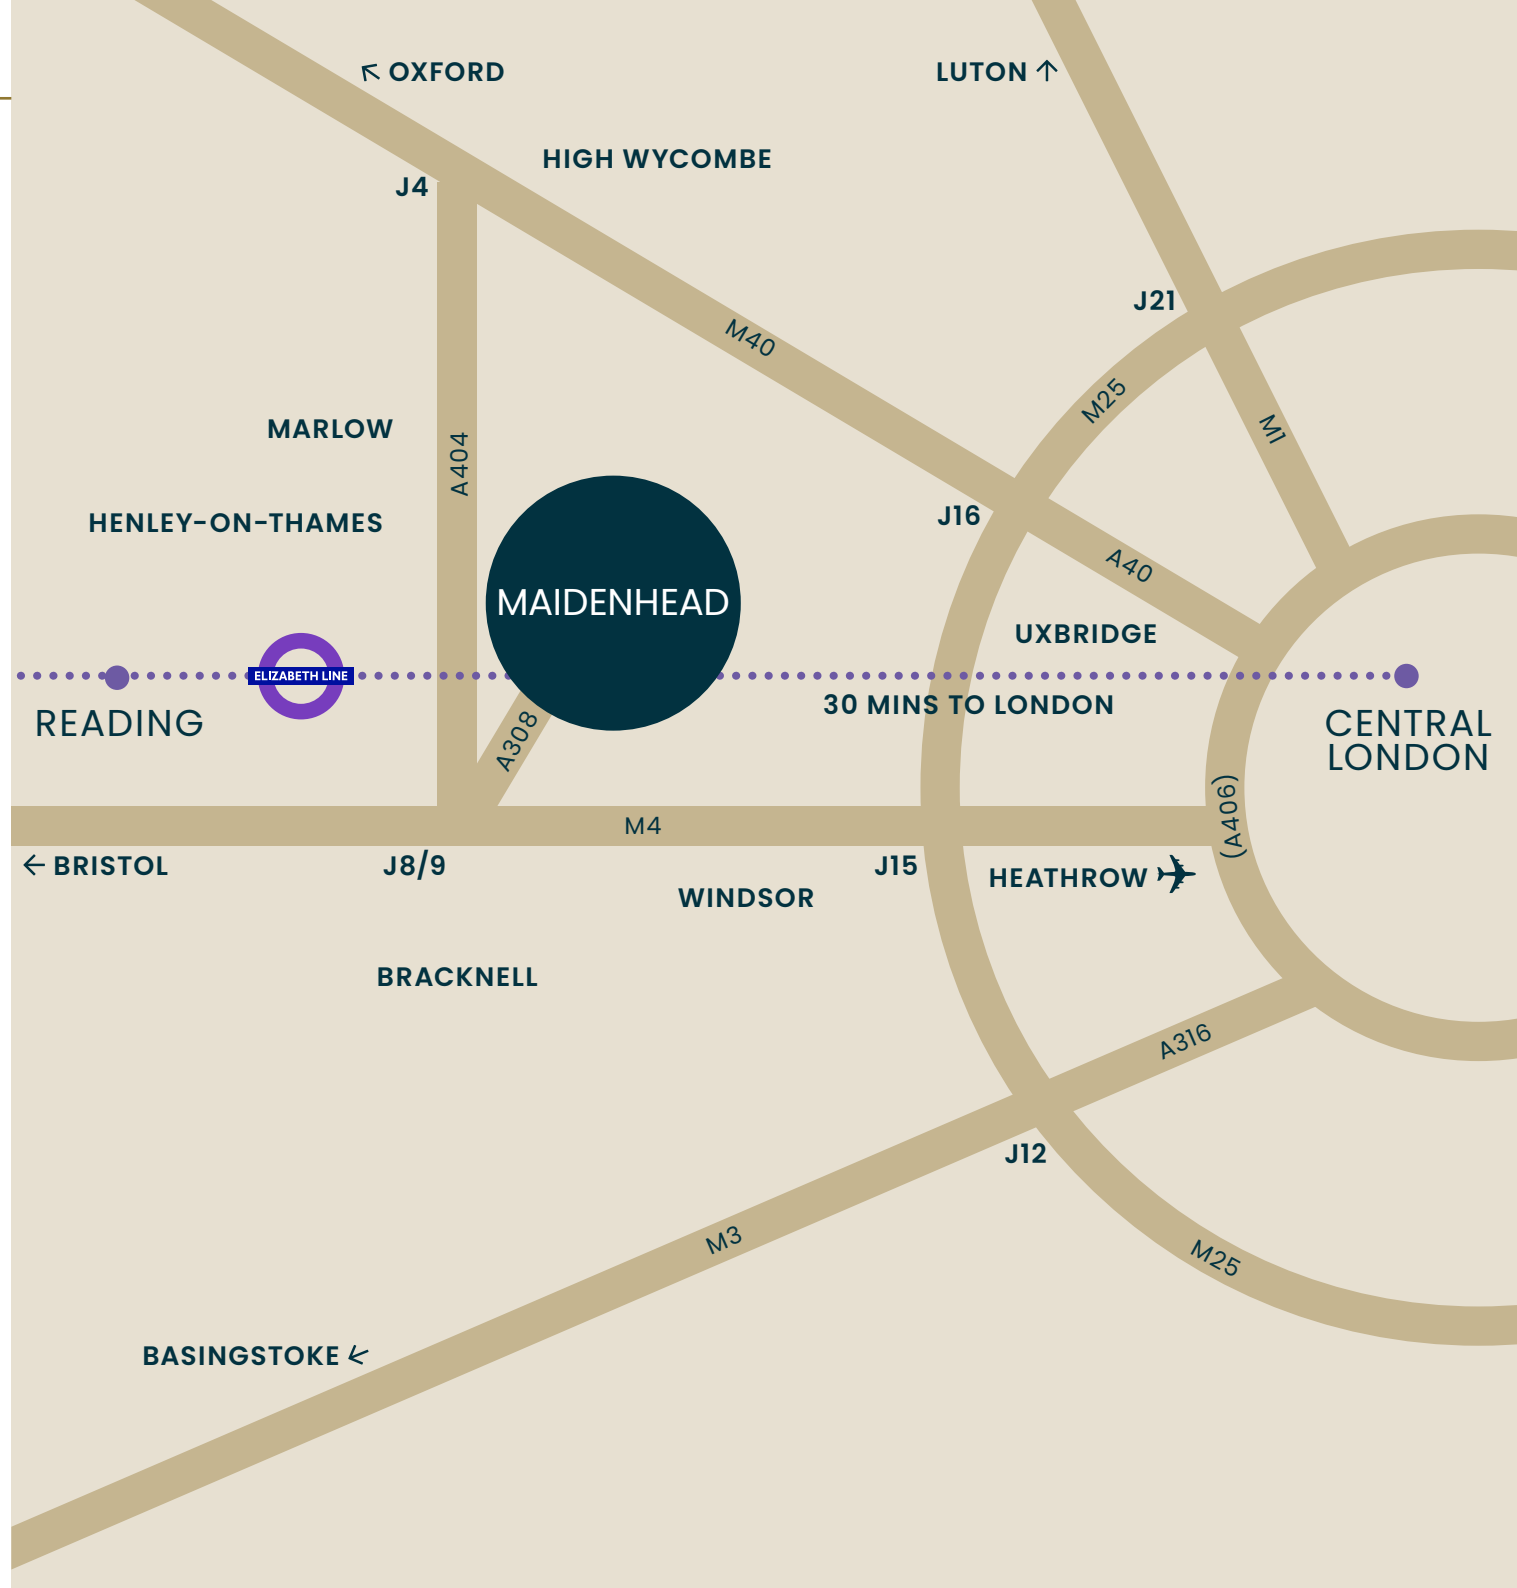 OXFORD
LUTON
HIGH WYCOMBE
J4
J21
M40
M25
M1
MARLOW
A404
HENLEY-ON-THAMES
J16
A40
MAIDENHEAD
UXBRIDGE
ELIZABETH LINE
30 MINS TO LONDON
READING
CENTRAL
LONDON
A308
(A406)
M4
BRISTOL
J8/9
J15
HEATHROW
WINDSOR
BRACKNELL
A316
J12
M3
M25
BASINGSTOKE